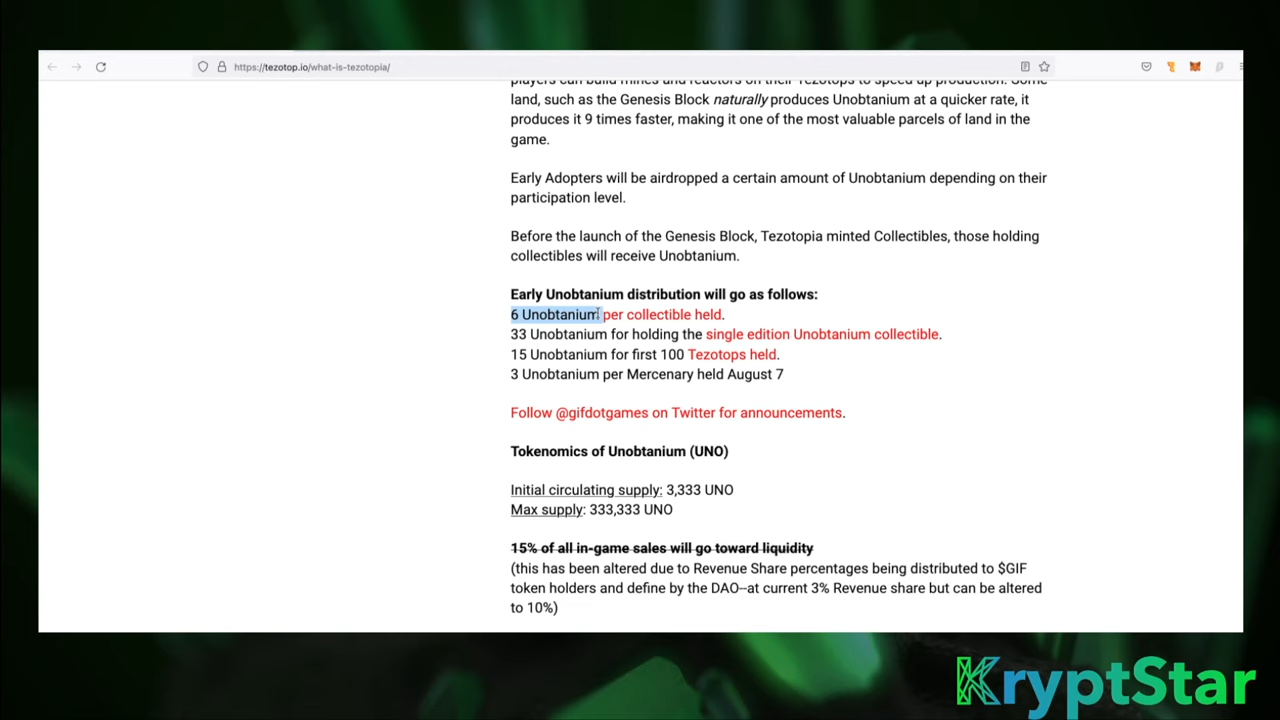 https://tezotop.io/what-is-tezotopia/
players can build mines and reactors on their Tezotops to speed up production. Some
land, such as the Genesis Block naturally produces Unobtanium at a quicker rate, it
produces it 9 times faster, making it one of the most valuable parcels of land in the
game.
Early Adopters will be airdropped a certain amount of Unobtanium depending on their
participation level.
Before the launch of the Genesis Block, Tezotopia minted Collectibles, those holding
collectibles will receive Unobtanium.
Early Unobtanium distribution will go as follows:
6 Unobtanium per collectible held.
33 Unobtanium for holding the single edition Unobtanium collectible.
15 Unobtanium for first 100 Tezotops held.
3 Unobtanium per Mercenary held August 7
Follow @gifdotgames on Twitter for announcements.
Tokenomics of Unobtanium (UNO)
Initial circulating supply: 3,333 UNO
Max supply: 333,333 UNO
15% of all in-game sales will go toward liquidity
(this has been altered due to Revenue Share percentages being distributed to $GIF
token holders and define by the DAO--at current 3% Revenue share but can be altered
to 10%)
KryptStar